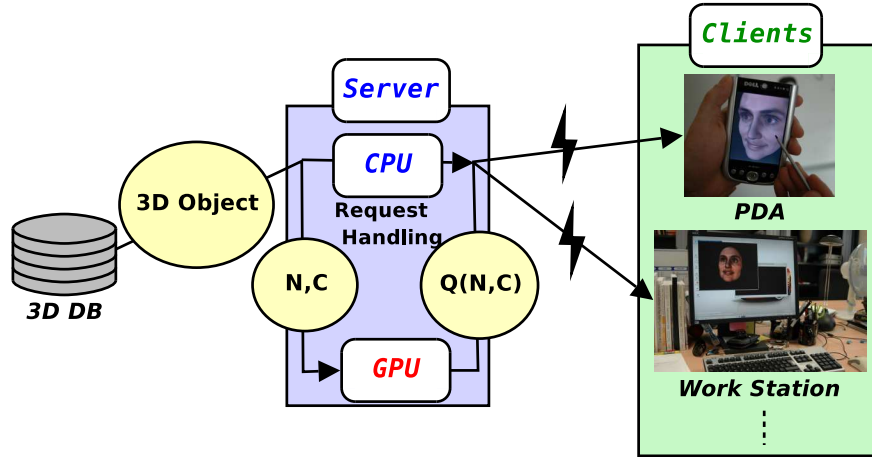 Clients
Server
CPU
3D Object
Request
Handling
PDA
N,C
Q(N,C)
3D DB
GPU
Work Station